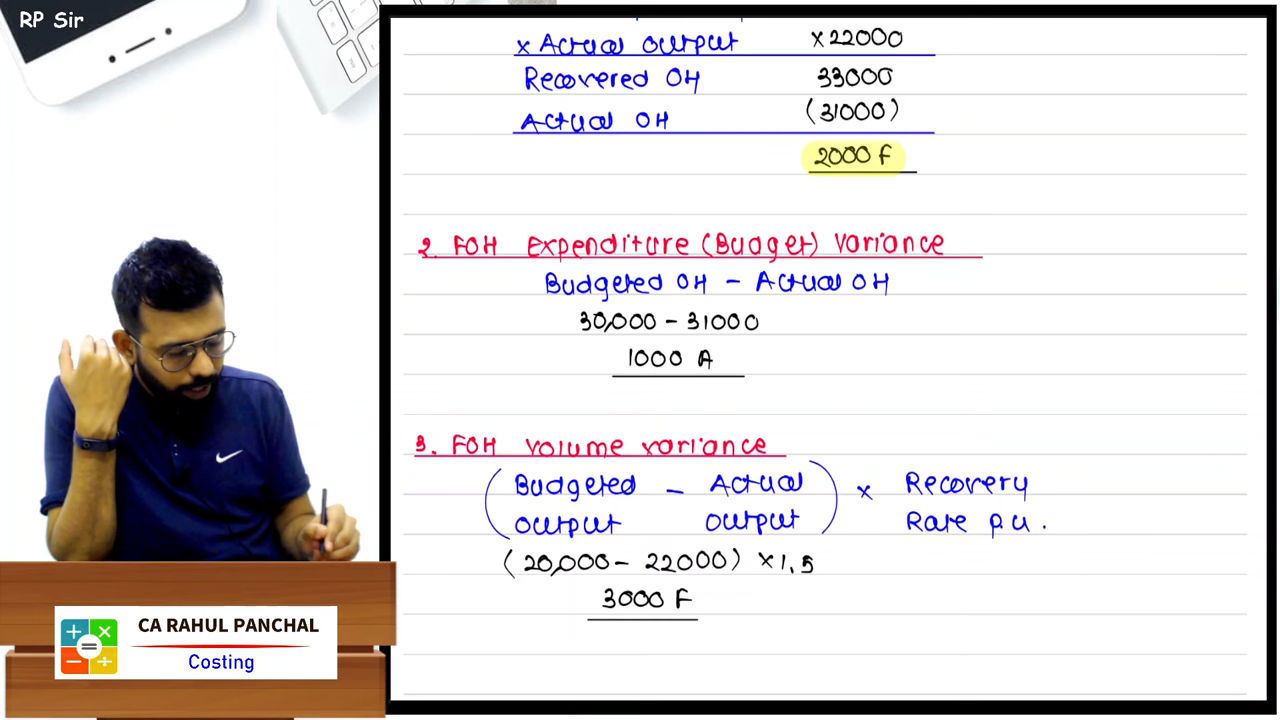 RP Sir
x Actual output x22000
Recovered OH 33000
Actual OH (31000)
2000 F
2. FOH Expenditure (Budget) Variance
Budgeted OH - Actual OH
30,000 - 31000
1000 A
3. FOH Volume variance
(Budgeted - Actual) x Recovery
output output Rate p.u.
(20,000 - 22000) x 1.5
3000 F
CA RAHUL PANCHAL
Costing